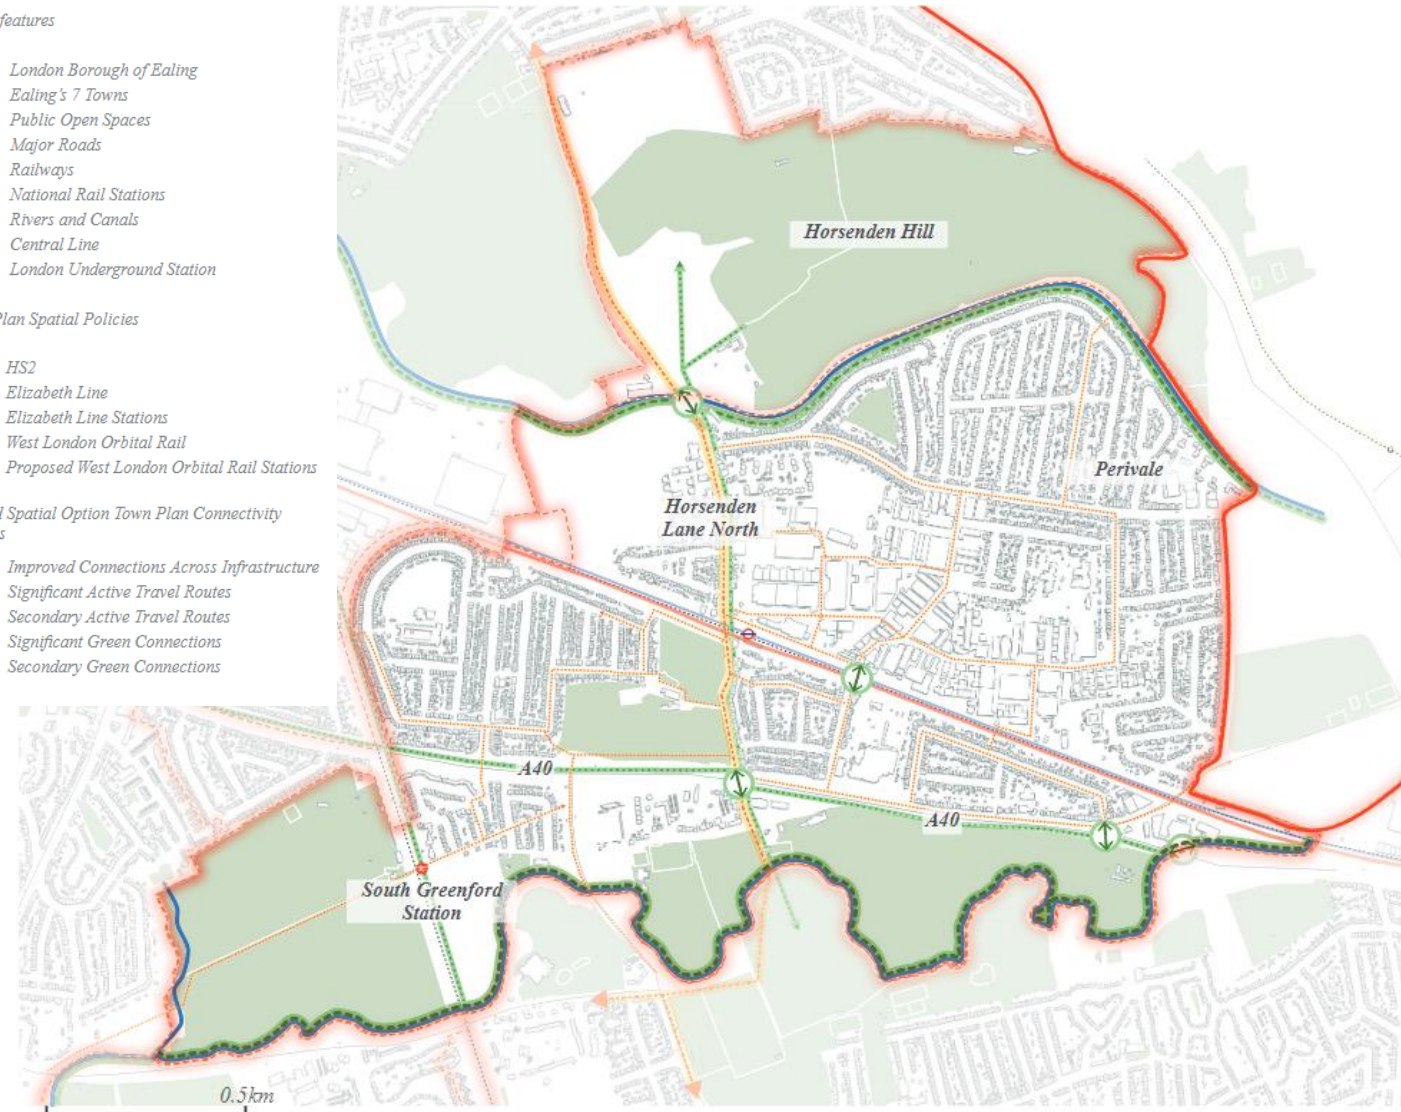 features
London Borough of Ealing
Ealing's 7 Towns
Public Open Spaces
Major Roads
Railways
National Rail Stations
Rivers and Canals
Central Line
London Underground Station
Plan Spatial Policies
HS2
Elizabeth Line
Elizabeth Line Stations
West London Orbital Rail
Proposed West London Orbital Rail Stations
Spatial Option Town Plan Connectivity
Improved Connections Across Infrastructure
Significant Active Travel Routes
Secondary Active Travel Routes
Significant Green Connections
Secondary Green Connections
Horsenden Hill
Perivale
Horsenden
Lane North
A40
A40
South Greenford
Station
0.5km